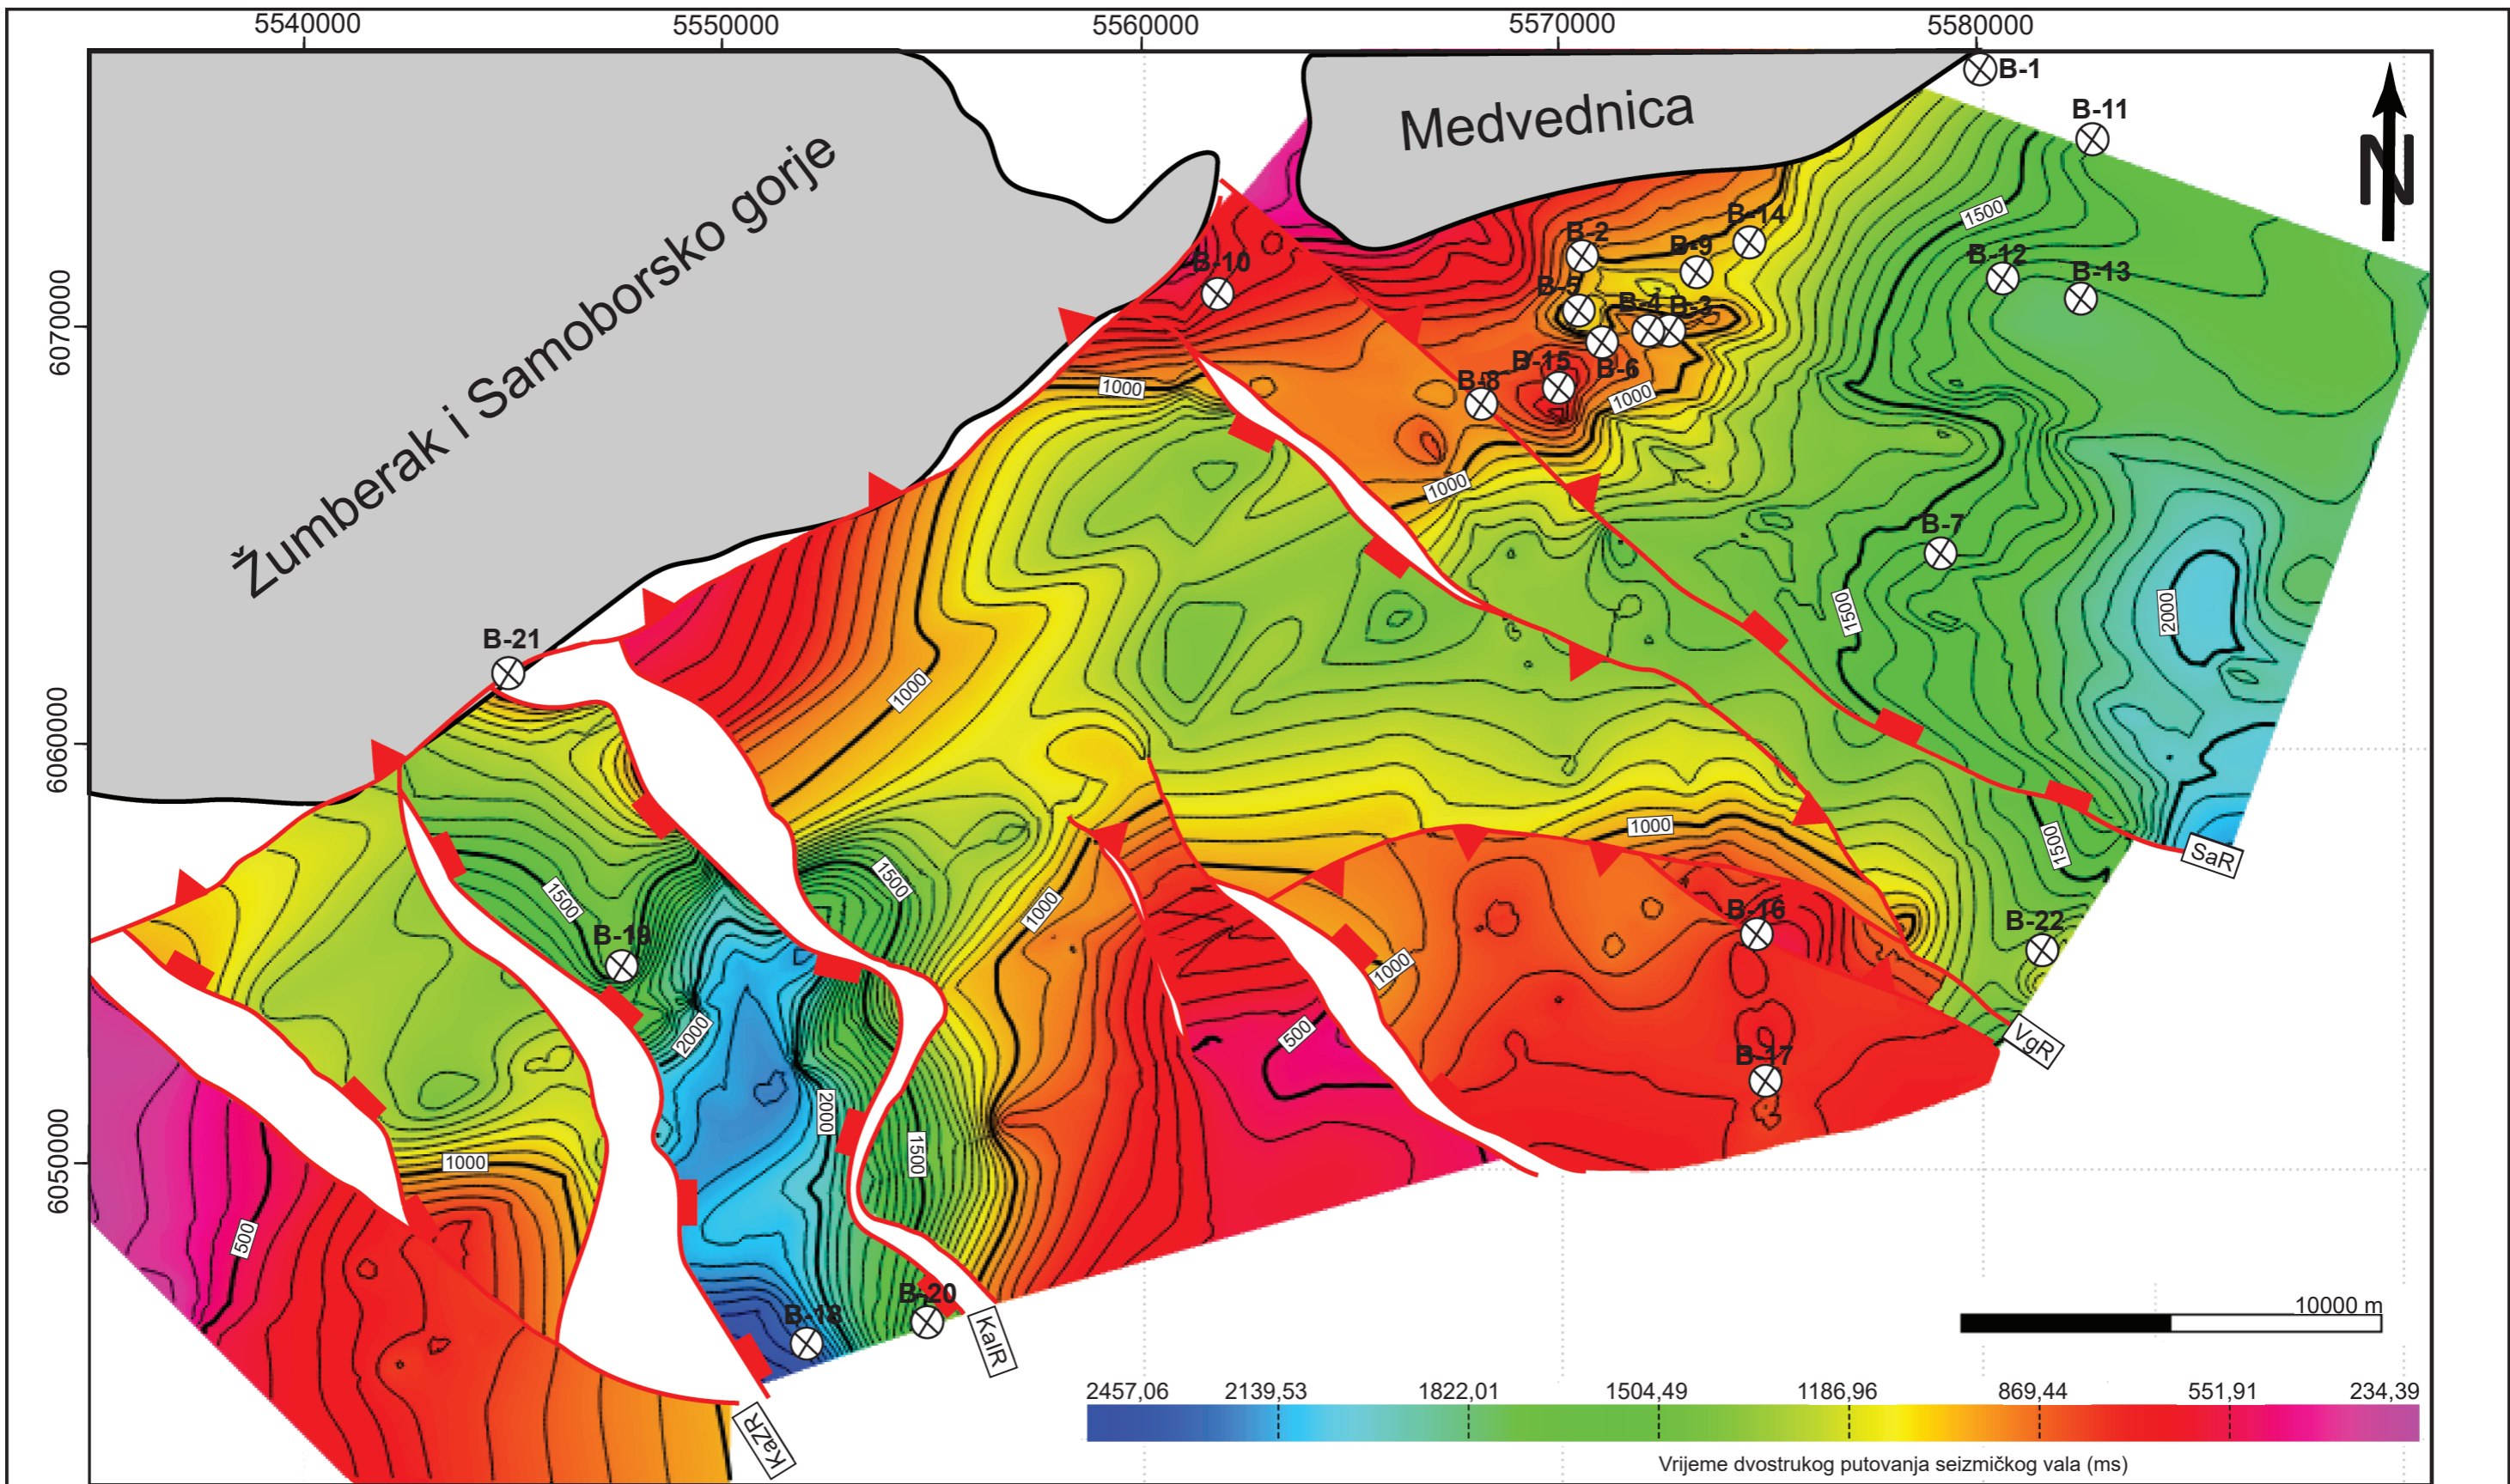 5540000
5550000
5560000
5570000
5580000
B-1
Medvednica
B-11
N
Žumberak i Samoborsko gorje
1500
B-14
B-2
B-9
B-12
B-13
B-10
B-5
B-4
B-3
6070000
B-15
B-6
B-8
1000
1000
1000
B-7
1500
2000
B-21
1000
6060000
1000
1500
SaR
1500
1500
1000
B-16
B-22
B-19
1000
2000
500
VgR
B-17
2000
1500
1000
6050000
500
B-18
B-20
KalR
10000 m
KaZR
2457,06
2139,53
1822,01
1504,49
1186,96
869,44
551,91
234,39
Vrijeme dvostrukog putovanja seizmičkog vala (ms)